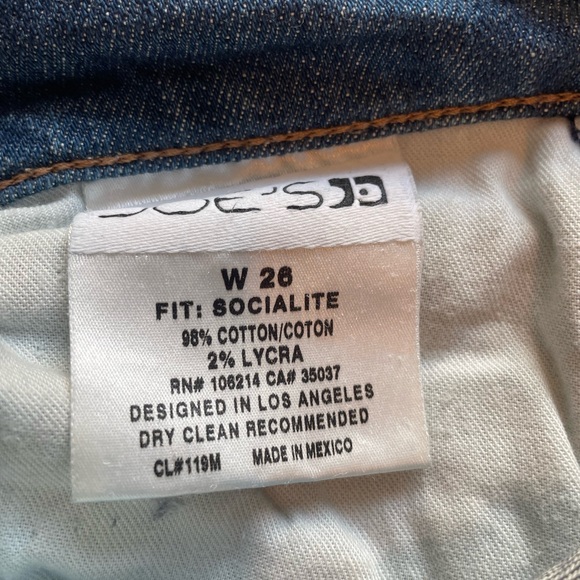 JOE'S
W 26
FIT: SOCIALITE
98% COTTON/COTON
2% LYCRA
RN# 106214 CA# 35037
DESIGNED IN LOS ANGELES
DRY CLEAN RECOMMENDED
CL#119M MADE IN MEXICO